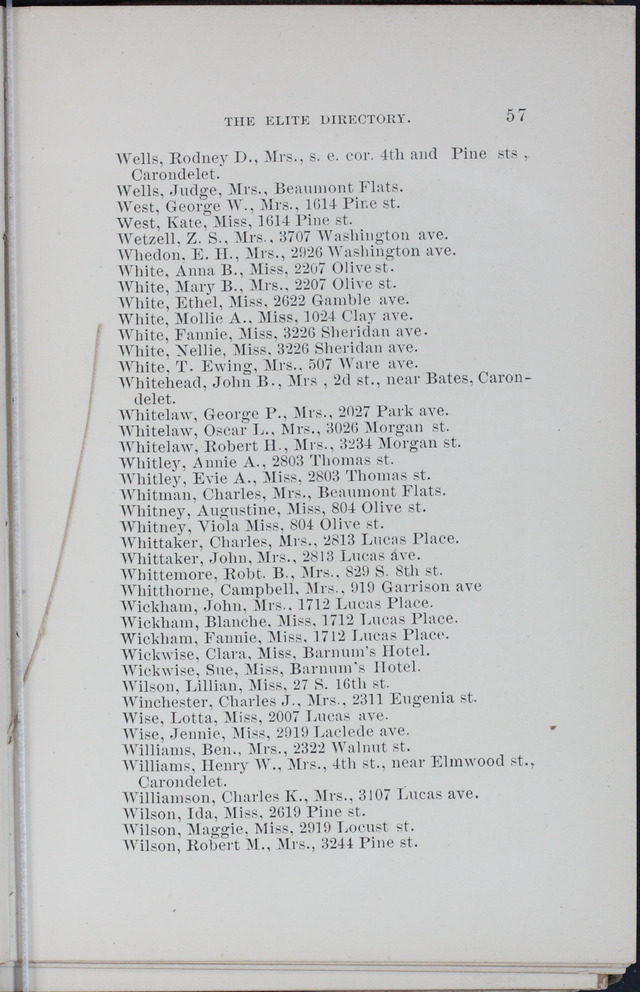 THE ELITE DIRECTORY. 57
Wells, Rodney D., Mrs., s. e. cor. 4th and Pine sts ,
Carondelet.
Wells, Judge, Mrs., Beaumont Flats.
West, George W., Mrs., 1614 Pine st.
West, Kate, Miss, 1614 Pine st.
Wetzell, Z. S., Mrs., 3707 Washington ave.
Whedon, E. H., Mrs., 2926 Washington ave.
White, Anna B., Miss, 2207 Olive st.
White, Mary B., Mrs., 2207 Olive st.
White, Ethel, Miss, 2622 Gamble ave.
White, Mollie A., Miss, 1024 Clay ave.
White, Fannie, Miss, 3226 Sheridan ave.
White, Nellie, Miss, 3226 Sheridan ave.
White, T. Ewing, Mrs., 507 Ware ave.
Whitehead, John B., Mrs , 2d st., near Bates, Caron-
delet.
Whitelaw, George P., Mrs., 2027 Park ave.
Whitelaw, Oscar L., Mrs., 3026 Morgan st.
Whitelaw, Robert H., Mrs., 3234 Morgan st.
Whitley, Annie A., 2803 Thomas st.
Whitley, Evie A., Miss, 2803 Thomas st.
Whitman, Charles, Mrs., Beaumont Flats.
Whitney, Augustine, Miss, 804 Olive st.
Whitney, Viola Miss, 804 Olive st.
Whittaker, Charles, Mrs., 2813 Lucas Place.
Whittaker, John, Mrs., 2813 Lucas ave.
Whittemore, Robt. B., Mrs., 829 S. 8th st.
Whitthorne, Campbell, Mrs., 919 Garrison ave
Wickham, John, Mrs., 1712 Lucas Place.
Wickham, Blanche, Miss, 1712 Lucas Place.
Wickham, Fannie, Miss, 1712 Lucas Place.
Wickwise, Clara, Miss, Barnum's Hotel.
Wickwise, Sue, Miss, Barnum's Hotel.
Wilson, Lillian, Miss, 27 S. 16th st.
Winchester, Charles J., Mrs., 2311 Eugenia st.
Wise, Lotta, Miss, 2007 Lucas ave.
Wise, Jennie, Miss, 2919 Laclede ave.
Williams, Ben., Mrs., 2322 Walnut st.
Williams, Henry W., Mrs., 4th st., near Elmwood st.,
Carondelet.
Williamson, Charles K., Mrs., 3107 Lucas ave.
Wilson, Ida, Miss, 2619 Pine st.
Wilson, Maggie, Miss, 2919 Locust st.
Wilson, Robert M., Mrs., 3244 Pine st.